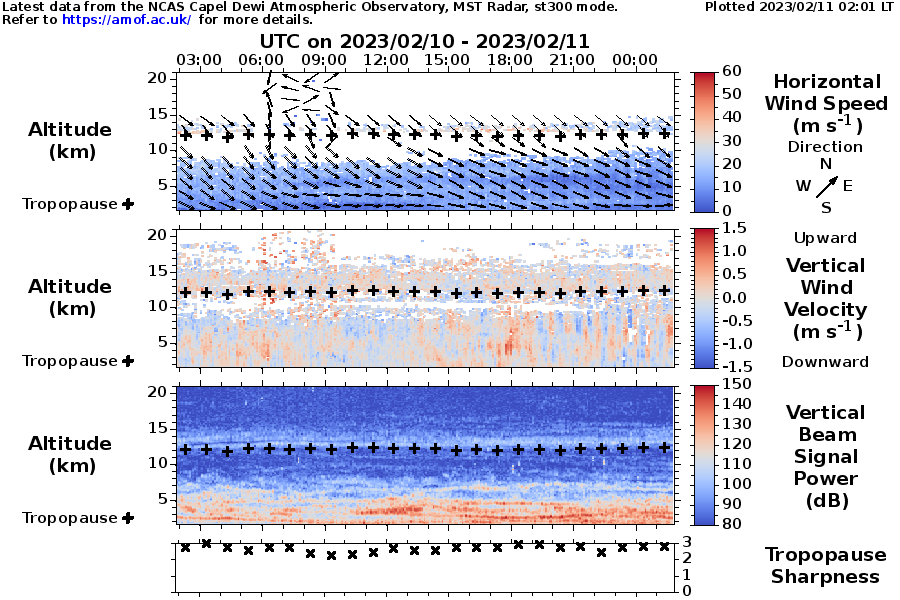 Latest data from the NCAS Capel Dewi Atmospheric Observatory, MST Radar, st300 mode.
Plotted 2023/02/11 02:01 LT
Refer to https://amof.ac.uk/ for more details.
UTC on 2023/02/10 - 2023/02/11
03:00 06:00 09:00 12:00 15:00 18:00 21:00 00:00
20
15
10
5
Altitude
(km)
Tropopause
60
50
40
30
20
10
0
Horizontal
Wind Speed
(m s-1)
Direction
N
W E
S
20
15
10
5
Altitude
(km)
Tropopause
1.5
1.0
0.5
0.0
-0.5
-1.0
-1.5
Upward
Vertical
Wind
Velocity
(m s-1)
Downward
20
15
10
5
Altitude
(km)
Tropopause
150
140
130
120
110
100
90
80
Vertical
Beam
Signal
Power
(dB)
3
2
1
0
Tropopause
Sharpness